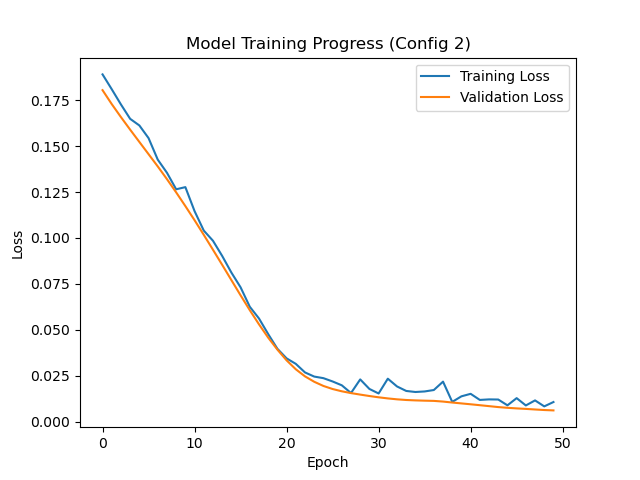 Model Training Progress (Config 2)
Training Loss
Validation Loss
0.175
0.150
0.125
0.100
0.075
0.050
0.025
0.000
Loss
0 10 20 30 40 50
Epoch